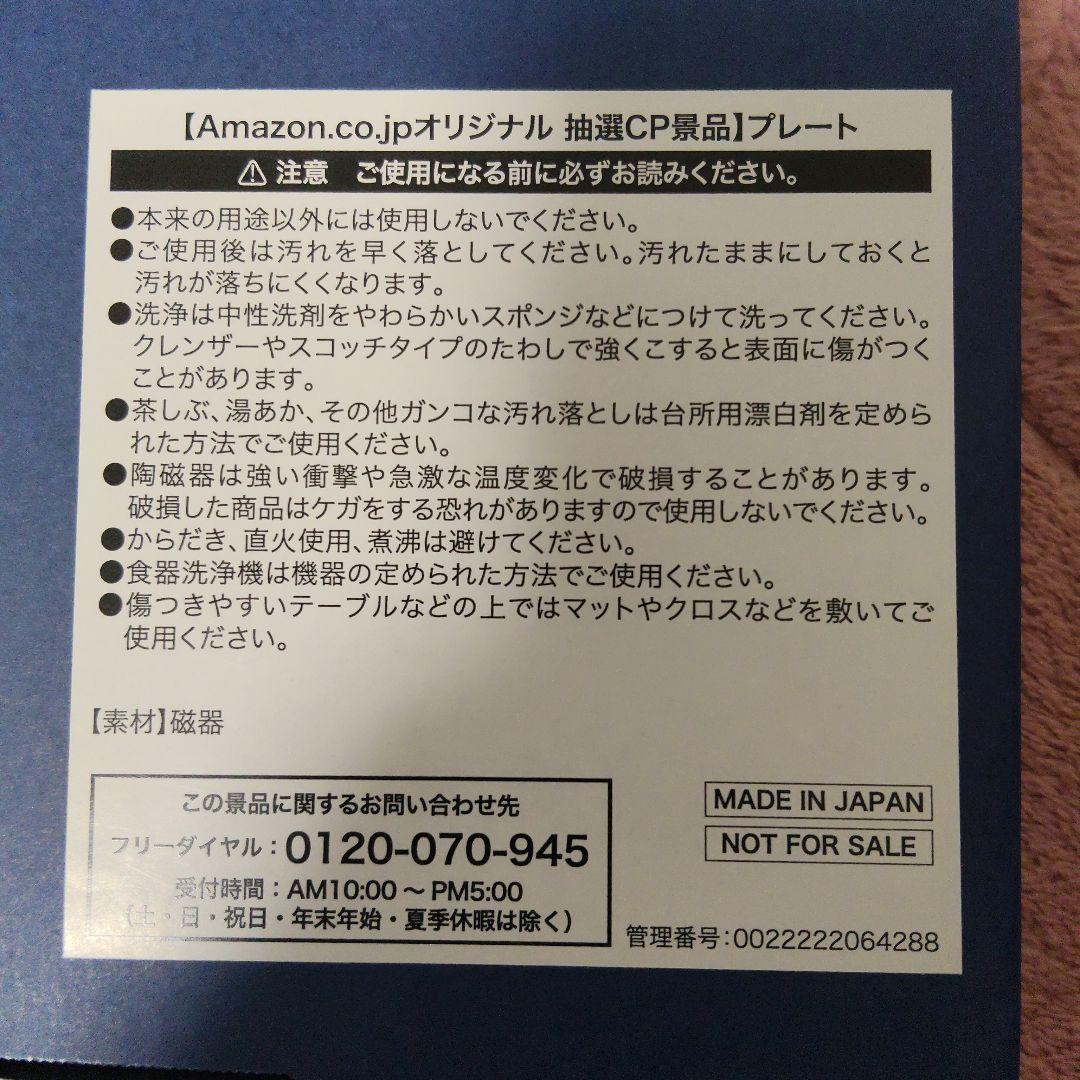 【Amazon.co.jpオリジナル 抽選CP景品】プレート
⚠ 注意 ご使用になる前に必ずお読みください。
●本来の用途以外には使用しないでください。
●ご使用後は汚れを早く落としてください。汚れたままにしておくと
汚れが落ちにくくなります。
●洗浄は中性洗剤をやわらかいスポンジなどにつけて洗ってください。
クレンザーやスコッチタイプのたわしで強くこすると表面に傷がつく
ことがあります。
●茶しぶ、湯あか、その他ガンコな汚れ落としは台所用漂白剤を定めら
れた方法でご使用ください。
●陶磁器は強い衝撃や急激な温度変化で破損することがあります。
破損した商品はケガをする恐れがありますので使用しないでください。
●からだき、直火使用、煮沸は避けてください。
●食器洗浄機は機器の定められた方法でご使用ください。
●傷つきやすいテーブルなどの上ではマットやクロスなどを敷いてご
使用ください。
【素材】磁器
この景品に関するお問い合わせ先
フリーダイヤル：0120-070-945
受付時間：AM10:00～PM5:00
（土・日・祝日・年末年始・夏季休暇は除く）
MADE IN JAPAN
NOT FOR SALE
管理番号：0022222064288